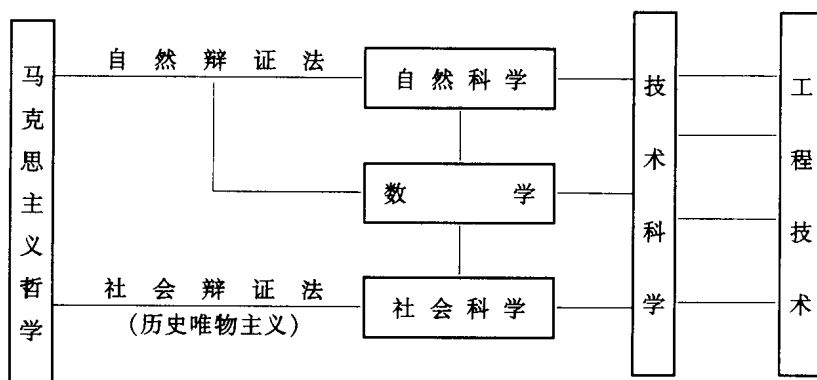 马克思主义哲学
自然辩证法
自然科学
数学
社会辩证法
(历史唯物主义)
社会科学
技术科学
工程技术